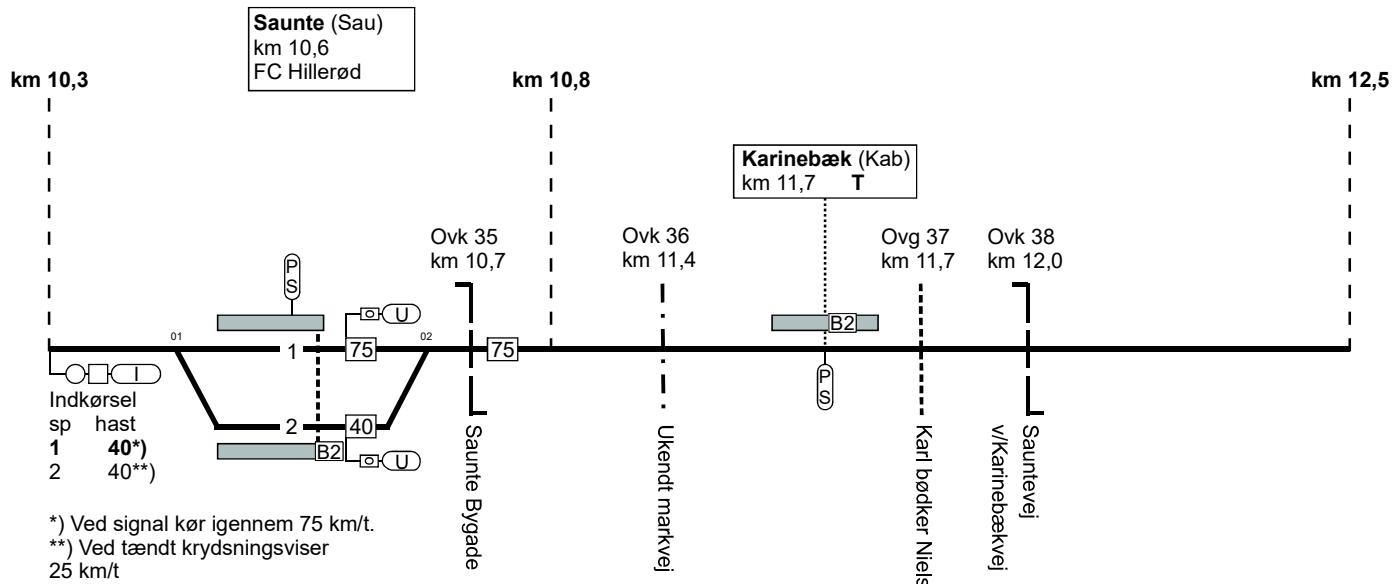 Saunte (Sau)
km 10,6
FC Hillerød
km 10,3
km 10,8
km 12,5
Karinebæk (Kab)
km 11,7 T
Ovk 35
km 10,7
Ovk 36
km 11,4
Ovg 37
km 11,7
Ovk 38
km 12,0
P
S
U
01
02
B2
1
75
75
I
P
S
Indkørsel
sp hast
1 40*)
2 40**)
2
40
B2
U
Saunte Bygade
Ukendt markvej
Karl bødker Niels
v/Karinebækvej
Sauntevej
*) Ved signal kør igennem 75 km/t.
**) Ved tændt krydsningsviser
25 km/t